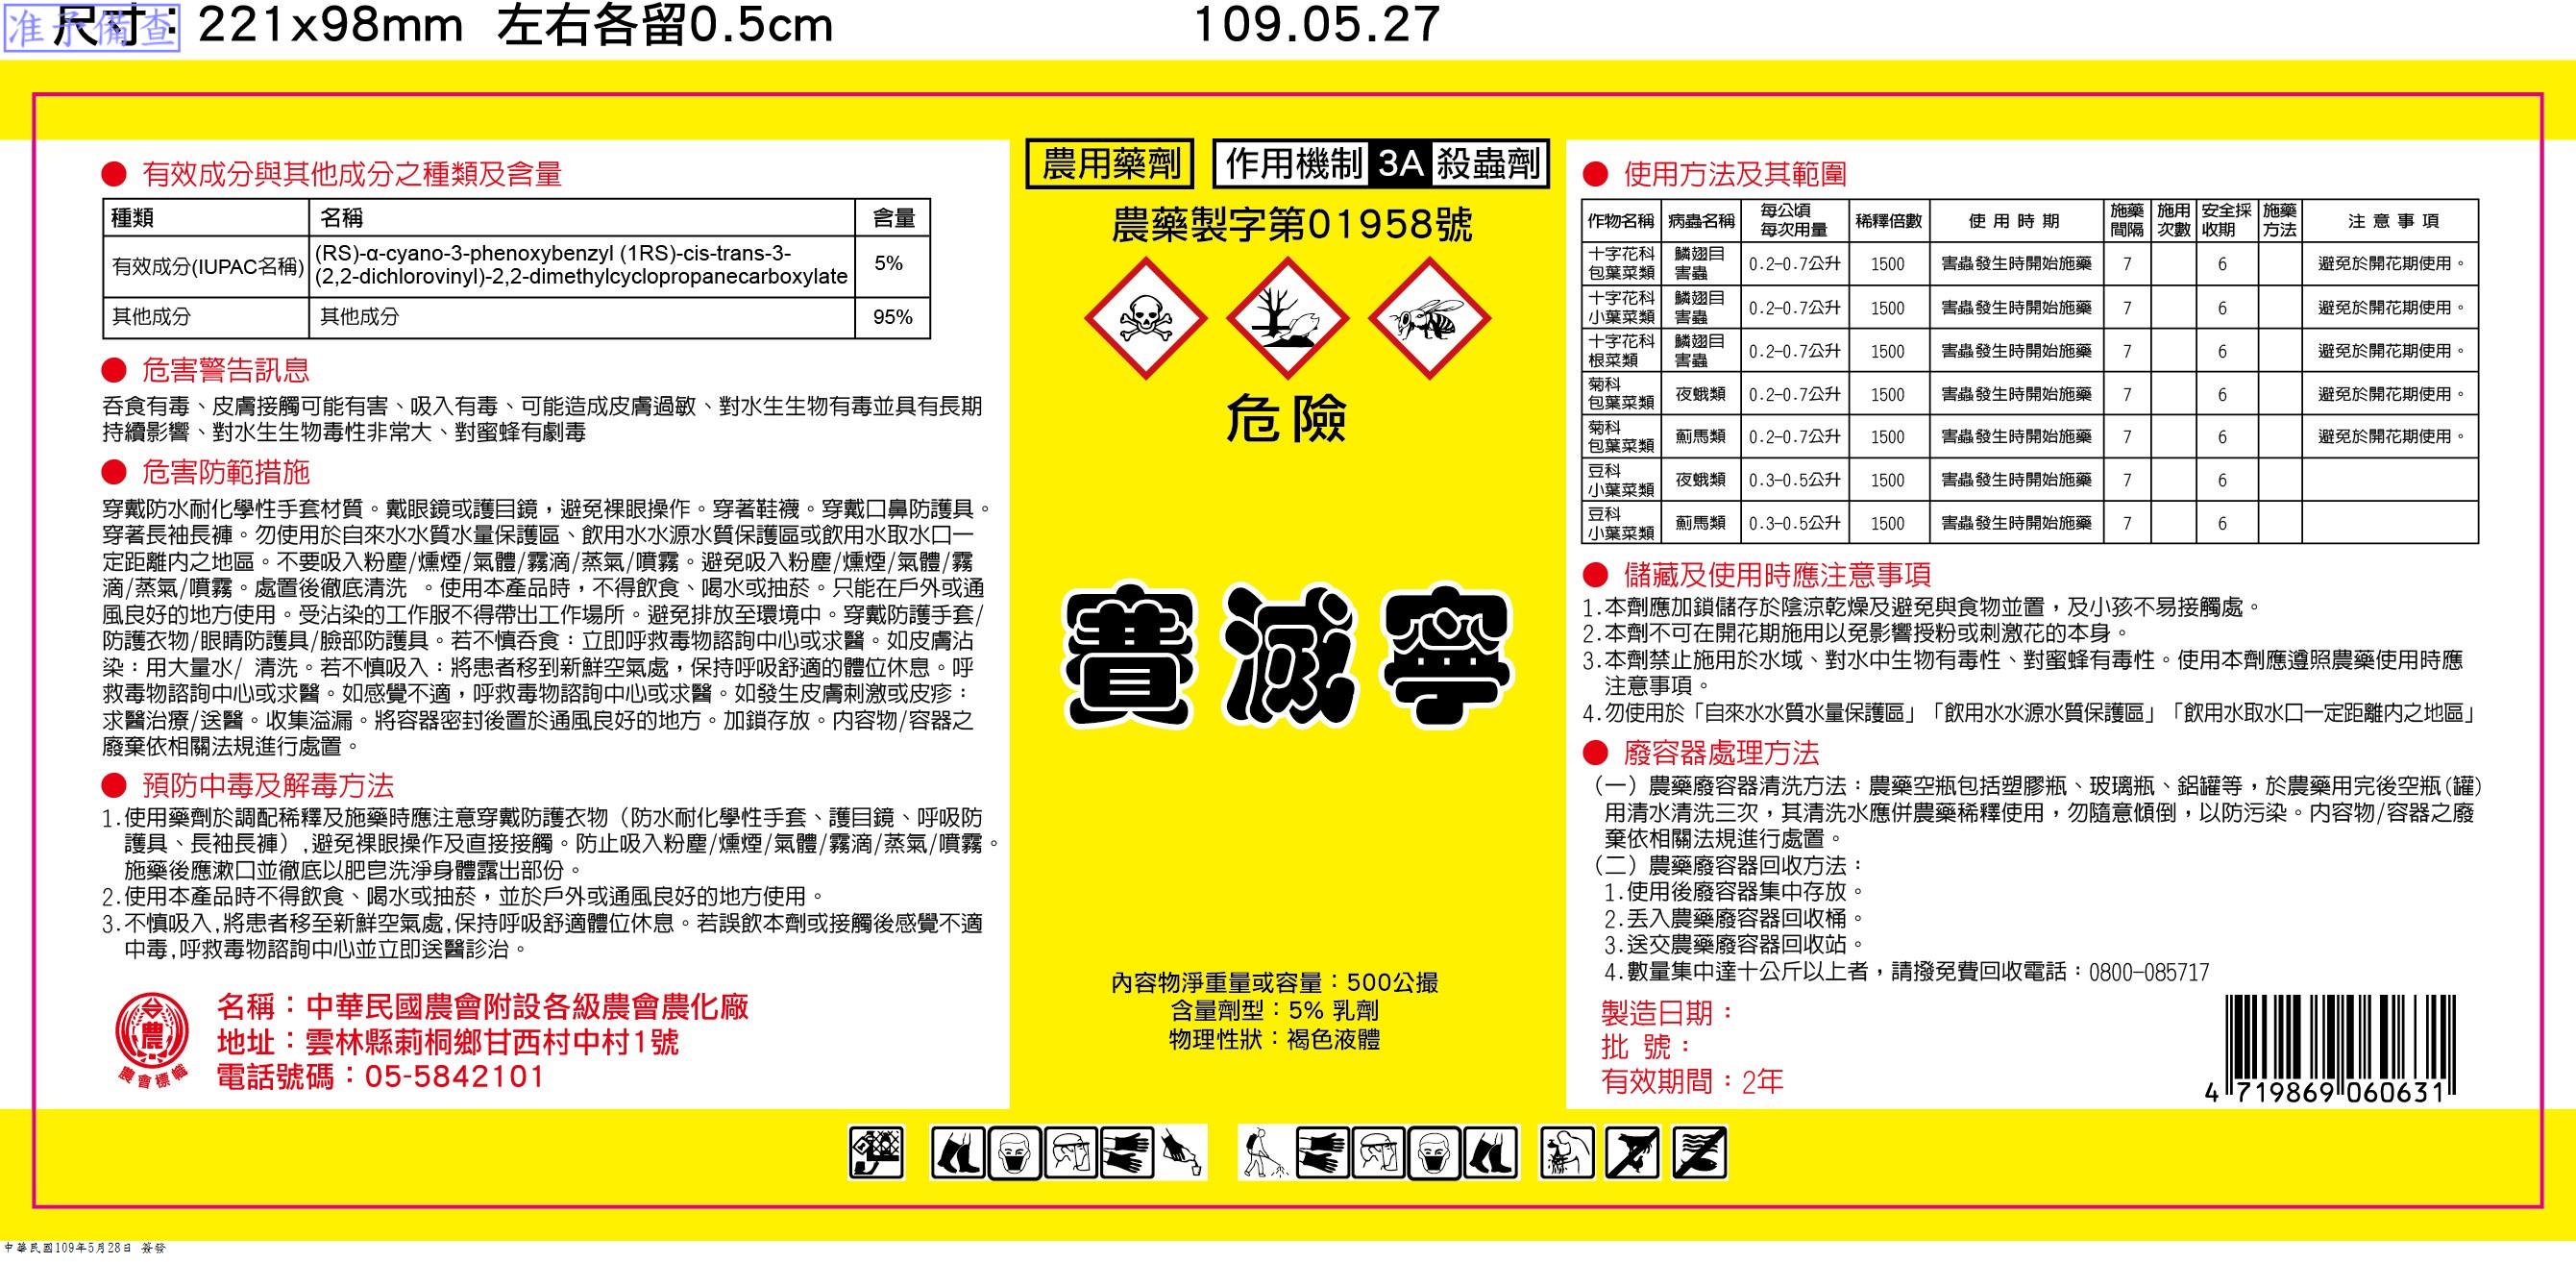 准予備查
尺寸：221x98mm 左右各留0.5cm
109.05.27
● 有效成分與其他成分之種類及含量
種類 名稱 含量
有效成分(IUPAC名稱) (RS)-α-cyano-3-phenoxybenzyl (1RS)-cis-trans-3-
(2,2-dichlorovinyl)-2,2-dimethylcyclopropanecarboxylate 5%
其他成分 其他成分 95%
● 危害警告訊息
吞食有毒、皮膚接觸可能有害、吸入有毒、可能造成皮膚過敏、對水生生物有毒並具有長期
持續影響、對水生生物毒性非常大、對蜜蜂有劇毒
● 危害防範措施
穿戴防水耐化學性手套材質。戴眼鏡或護目鏡，避免裸眼操作。穿著鞋襪。穿戴口鼻防護具。
穿著長袖長褲。勿使用於自來水水質水量保護區、飲用水水源水質保護區或飲用水取水口一
定距離內之地區。不要吸入粉塵/燻煙/氣體/霧滴/蒸氣/噴霧。避免吸入粉塵/燻煙/氣體/霧
滴/蒸氣/噴霧。處置後徹底清洗 。使用本產品時，不得飲食、喝水或抽菸。只能在戶外或通
風良好的地方使用。受沾染的工作服不得帶出工作場所。避免排放至環境中。穿戴防護手套/
防護衣物/眼睛防護具/臉部防護具。若不慎吞食：立即呼救毒物諮詢中心或求醫。如皮膚沾
染：用大量水/ 清洗。若不慎吸入：將患者移到新鮮空氣處，保持呼吸舒適的體位休息。呼
救毒物諮詢中心或求醫。如感覺不適，呼救毒物諮詢中心或求醫。如發生皮膚刺激或皮疹：
求醫治療/送醫。收集溢漏。將容器密封後置於通風良好的地方。加鎖存放。內容物/容器之
廢棄依相關法規進行處置。
● 預防中毒及解毒方法
1.使用藥劑於調配稀釋及施藥時應注意穿戴防護衣物（防水耐化學性手套、護目鏡、呼吸防
護具、長袖長褲）,避免裸眼操作及直接接觸。防止吸入粉塵/燻煙/氣體/霧滴/蒸氣/噴霧。
施藥後應漱口並徹底以肥皂洗淨身體露出部份。
2.使用本產品時不得飲食、喝水或抽菸，並於戶外或通風良好的地方使用。
3.不慎吸入,將患者移至新鮮空氣處,保持呼吸舒適體位休息。若誤飲本劑或接觸後感覺不適
中毒,呼救毒物諮詢中心並立即送醫診治。
農
農會標幟
名稱：中華民國農會附設各級農會農化廠
地址：雲林縣莿桐鄉甘西村中村1號
電話號碼：05-5842101
農用藥劑 作用機制 3A 殺蟲劑
農藥製字第01958號
危險
費滅寧
內容物淨重量或容量：500公撮
含量劑型：5% 乳劑
物理性狀：褐色液體
● 使用方法及其範圍
作物名稱 病蟲名稱 每公頃每次用量 稀釋倍數 使用時期 施藥間隔 施用次數 安全採收期 施藥方法 注意事項
十字花科包葉菜類 鱗翅目害蟲 0.2-0.7公升 1500 害蟲發生時開始施藥 7 6 避免於開花期使用。
十字花科小葉菜類 鱗翅目害蟲 0.2-0.7公升 1500 害蟲發生時開始施藥 7 6 避免於開花期使用。
十字花科根菜類 鱗翅目害蟲 0.2-0.7公升 1500 害蟲發生時開始施藥 7 6 避免於開花期使用。
菊科包葉菜類 夜蛾類 0.2-0.7公升 1500 害蟲發生時開始施藥 7 6 避免於開花期使用。
菊科包葉菜類 薊馬類 0.2-0.7公升 1500 害蟲發生時開始施藥 7 6 避免於開花期使用。
豆科小葉菜類 夜蛾類 0.3-0.5公升 1500 害蟲發生時開始施藥 7 6
豆科小葉菜類 薊馬類 0.3-0.5公升 1500 害蟲發生時開始施藥 7 6
● 儲藏及使用時應注意事項
1.本劑應加鎖儲存於陰涼乾燥及避免與食物並置，及小孩不易接觸處。
2.本劑不可在開花期施用以免影響授粉或刺激花的本身。
3.本劑禁止施用於水域、對水中生物有毒性、對蜜蜂有毒性。使用本劑應遵照農藥使用時應
注意事項。
4.勿使用於「自來水水質水量保護區」「飲用水水源水質保護區」「飲用水取水口一定距離內之地區」
● 廢容器處理方法
（一）農藥廢容器清洗方法：農藥空瓶包括塑膠瓶、玻璃瓶、鋁罐等，於農藥用完後空瓶(罐)
用清水清洗三次，其清洗水應併農藥稀釋使用，勿隨意傾倒，以防污染。內容物/容器之廢
棄依相關法規進行處置。
（二）農藥廢容器回收方法：
1.使用後廢容器集中存放。
2.丟入農藥廢容器回收桶。
3.送交農藥廢容器回收站。
4.數量集中達十公斤以上者，請撥免費回收電話：0800-085717
製造日期：
批 號：
有效期間：2年
4 719869 060631
中華民國109年5月28日 簽發